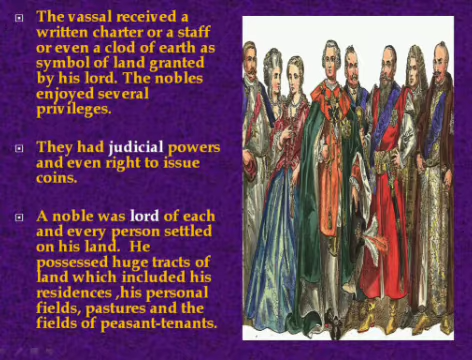 The vassal received a
written charter or a staff
or even a clod of earth as
symbol of land granted
by his lord. The nobles
enjoyed several
privileges.
They had judicial powers
and even right to issue
coins.
A noble was lord of each
and every person settled
on his land. He
possessed huge tracts of
land which included his
residences ,his personal
fields, pastures and the
fields of peasant-tenants.